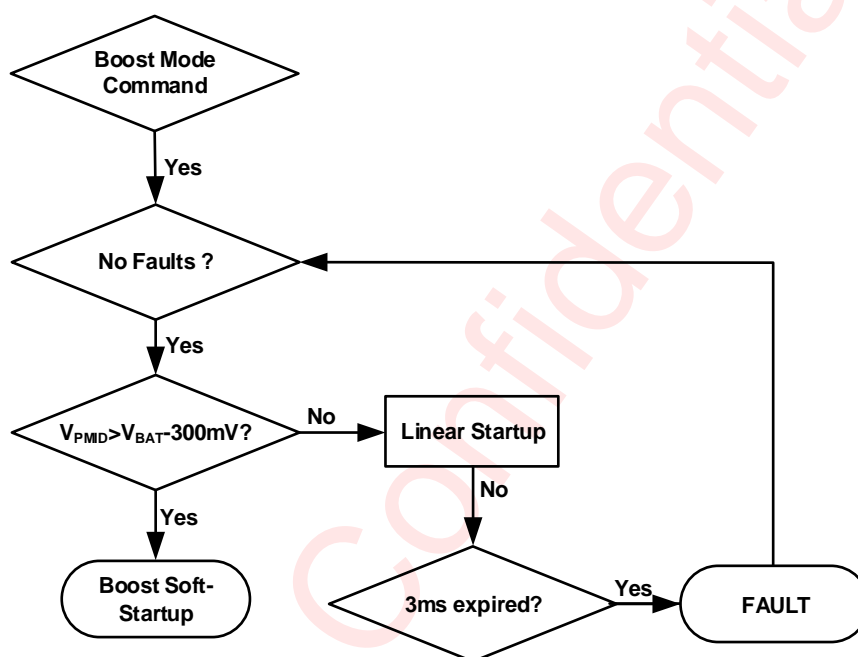 Boost Mode
Command
Yes
No Faults ?
Yes
VPMID>VBAT-300mV?
No
Linear Startup
No
Yes
Boost Soft-
Startup
3ms expired?
Yes
FAULT
Confidential